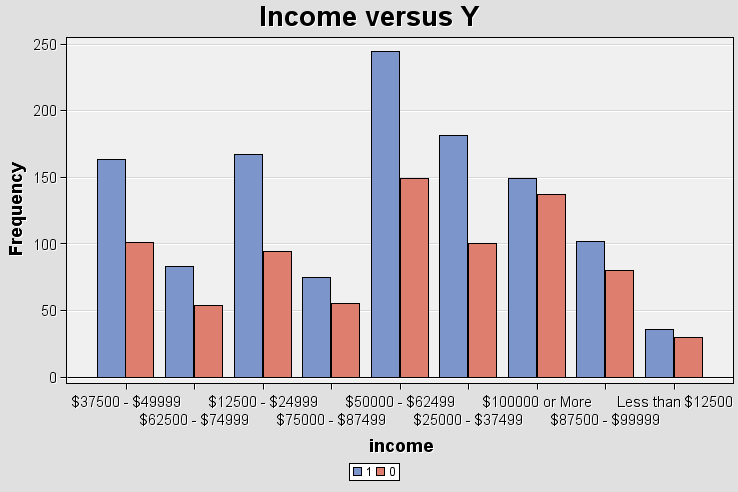 Income versus Y
Frequency
250
200
150
100
50
0
$37500 - $49999 $12500 - $24999 $50000 - $62499 $100000 or More Less than $12500
$62500 - $74999 $75000 - $87499 $25000 - $37499 $87500 - $99999
income
1 0